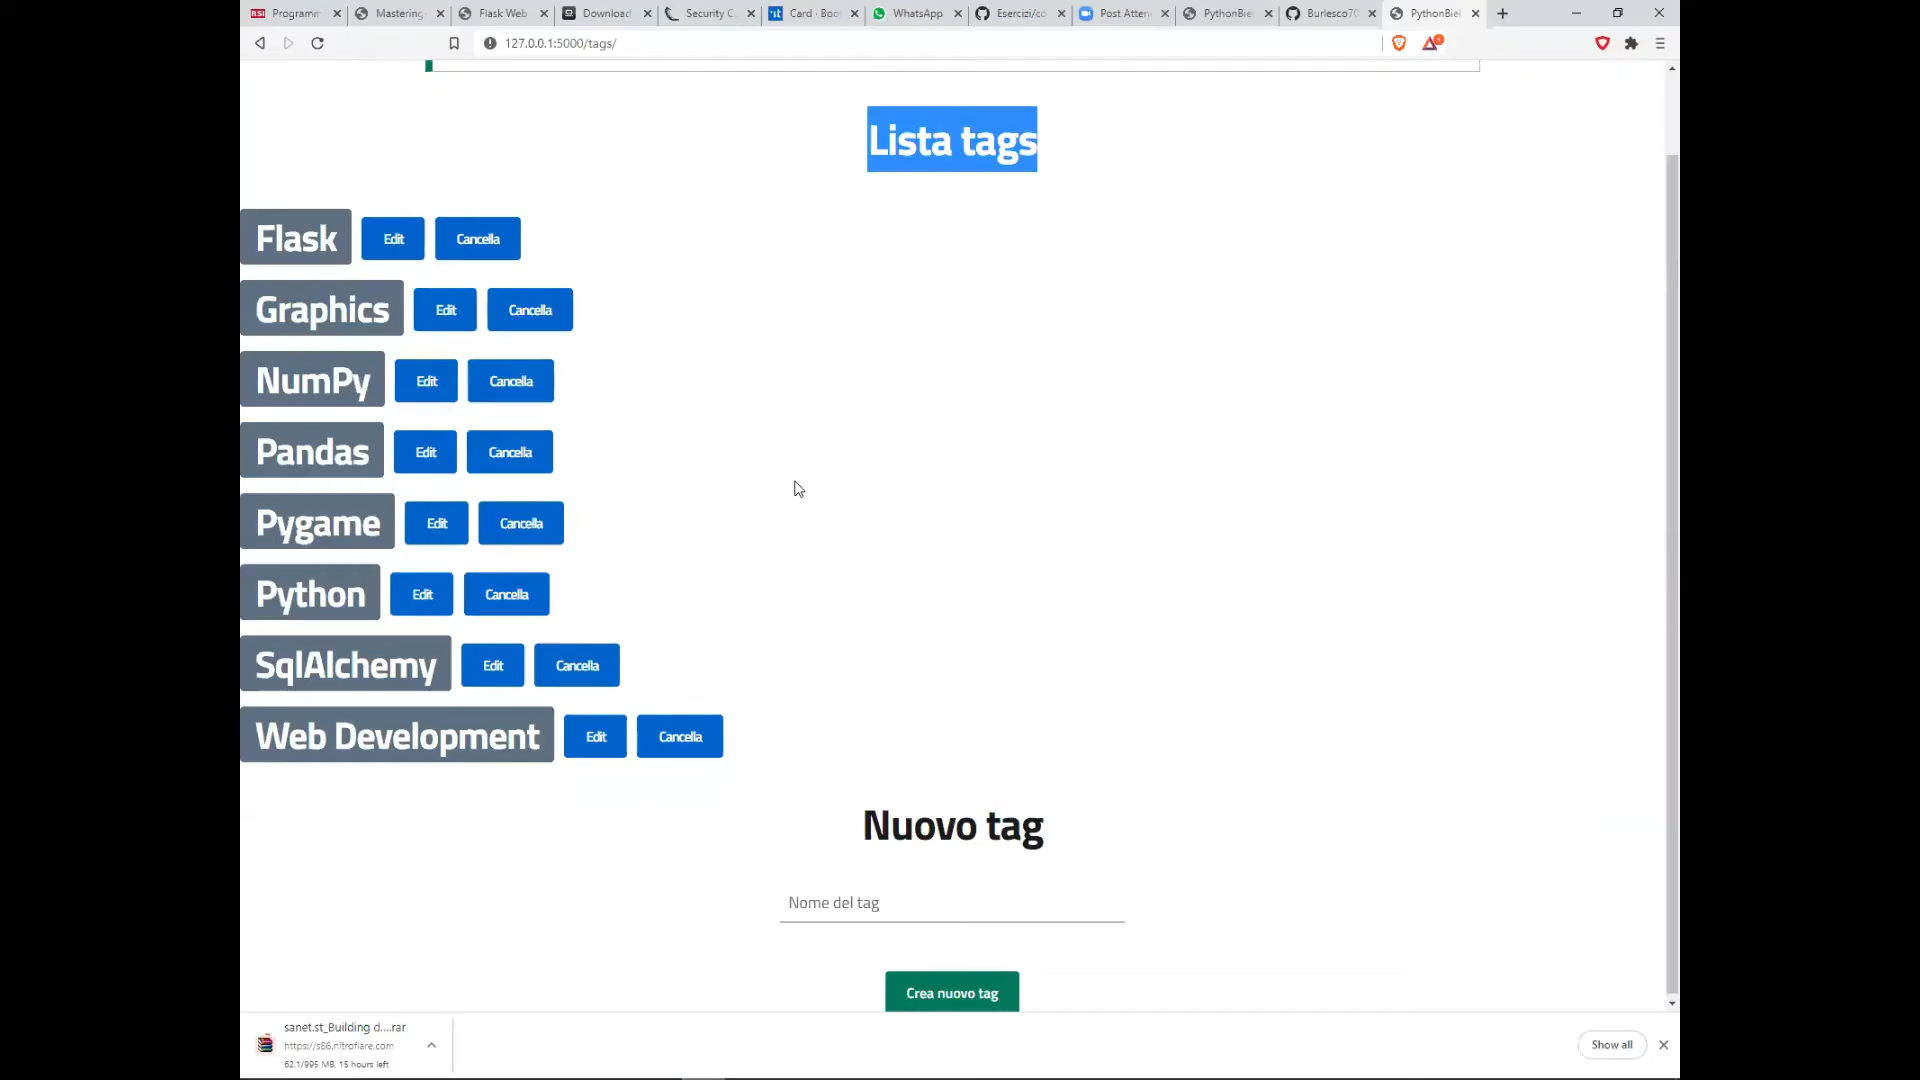 Programm Mastering Flask Web Download Security C Card · Boo WhatsApp Esercizi/co Post Atten PythonBie Burlesco70 PythonBiel
127.0.0.1:5000/tags/
Lista tags
Flask Edit Cancella
Graphics Edit Cancella
NumPy Edit Cancella
Pandas Edit Cancella
Pygame Edit Cancella
Python Edit Cancella
SqlAlchemy Edit Cancella
Web Development Edit Cancella
Nuovo tag
Nome del tag
Crea nuovo tag
sanet.st_Building d....rar
https://s86.nitroflare.com
62.1/995 MB, 15 hours left
Show all